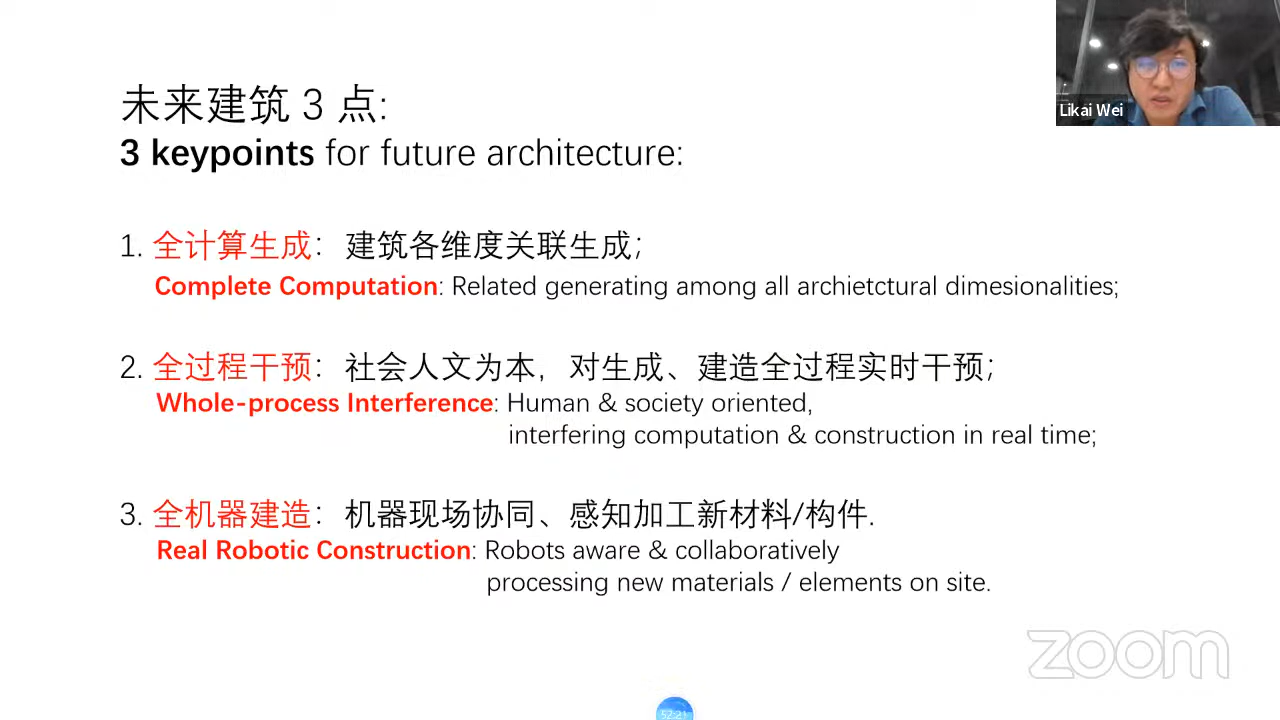 未来建筑 3 点:
3 keypoints for future architecture:
1. 全计算生成：建筑各维度关联生成；
Complete Computation: Related generating among all archietctural dimesionalities;
2. 全过程干预：社会人文为本，对生成、建造全过程实时干预；
Whole-process Interference: Human & society oriented,
interfering computation & construction in real time;
3. 全机器建造：机器现场协同、感知加工新材料/构件.
Real Robotic Construction: Robots aware & collaboratively
processing new materials / elements on site.
Likai Wei
zoom
52:21